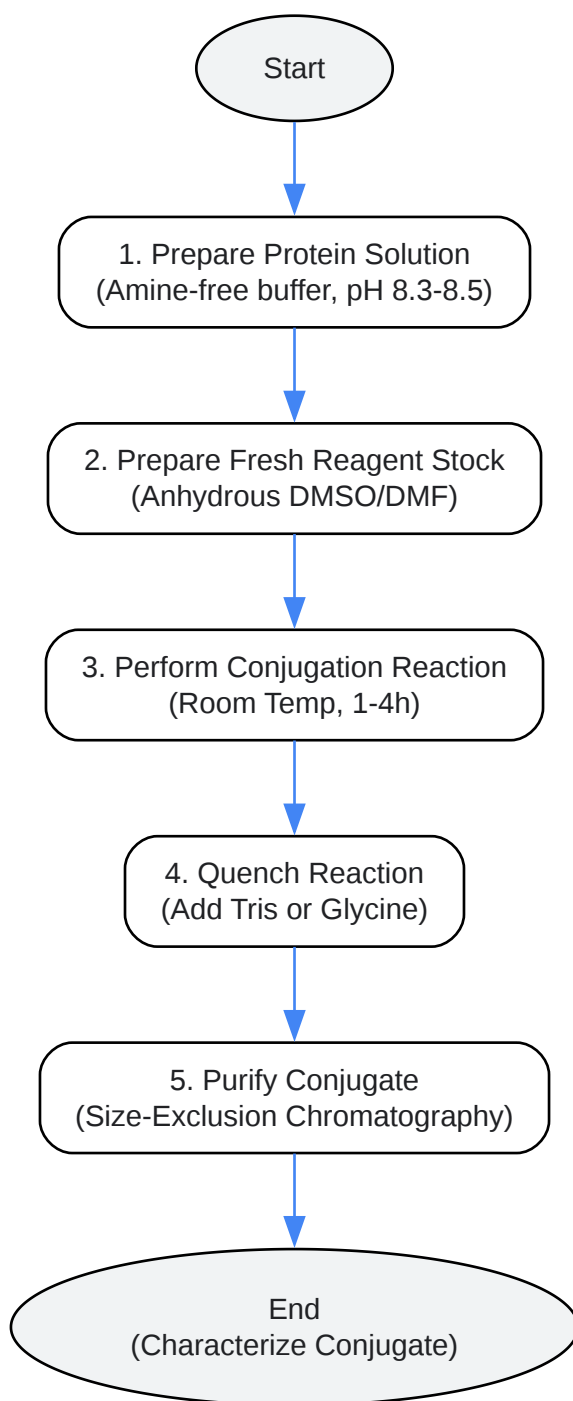 Start
1. Prepare Protein Solution
(Amine-free buffer, pH 8.3-8.5)
2. Prepare Fresh Reagent Stock
(Anhydrous DMSO/DMF)
3. Perform Conjugation Reaction
(Room Temp, 1-4h)
4. Quench Reaction
(Add Tris or Glycine)
5. Purify Conjugate
(Size-Exclusion Chromatography)
End
(Characterize Conjugate)